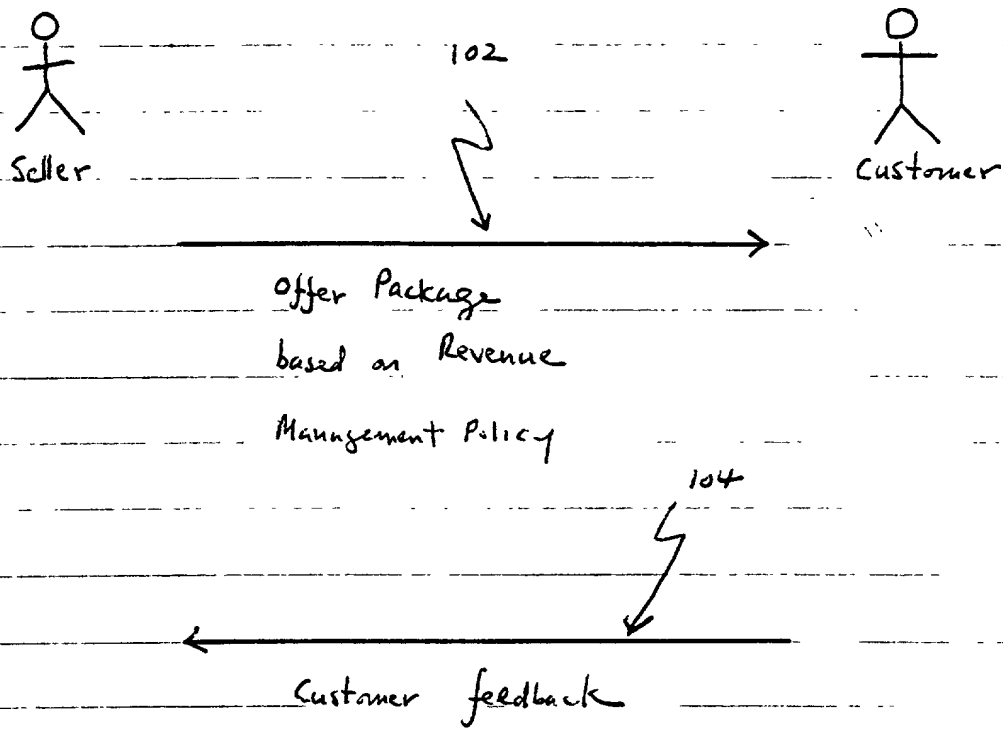 102
Seller
Customer
Offer Package
based on Revenue
Management Policy
104
Customer feedback